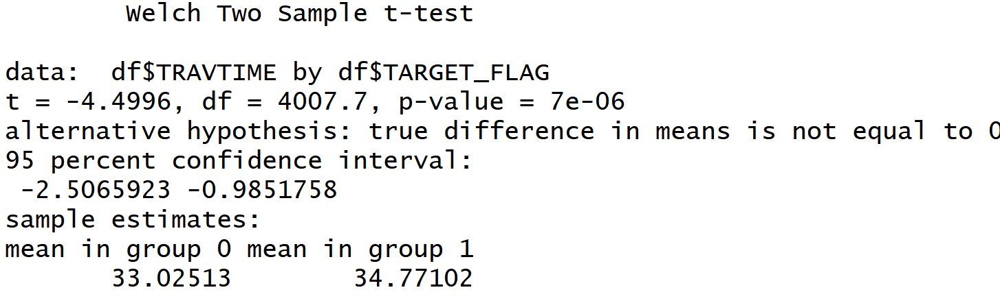 Welch Two Sample t-test
data:  df$TRAVTIME by df$TARGET_FLAG
t = -4.4996, df = 4007.7, p-value = 7e-06
alternative hypothesis: true difference in means is not equal to 0
95 percent confidence interval:
 -2.5065923 -0.9851758
sample estimates:
mean in group 0 mean in group 1
       33.02513        34.77102